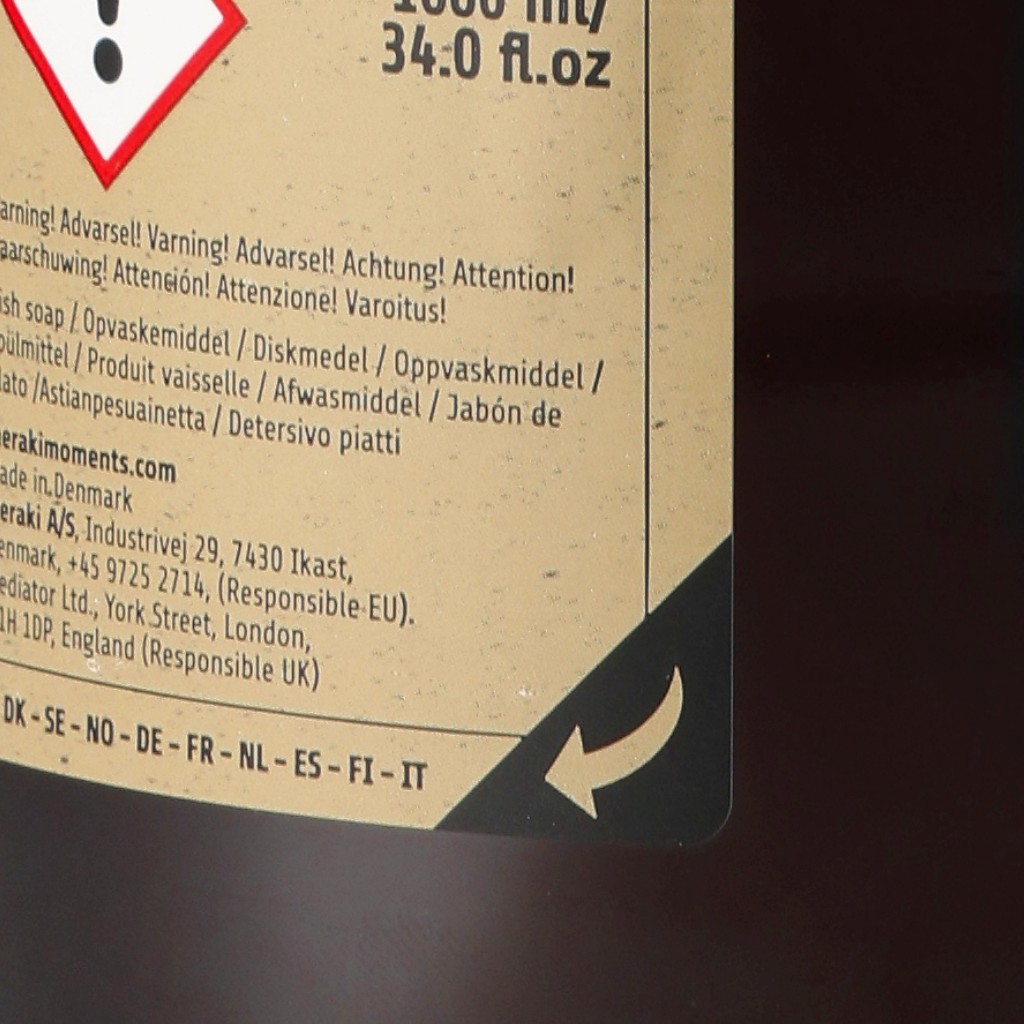 1000 ml/
34.0 fl.oz
arning! Advarsel! Varning! Advarsel! Achtung! Attention!
aarschuwing! Attención! Attenzione! Varoitus!
ish soap / Opvaskemiddel / Diskmedel / Oppvaskmiddel /
pülmittel / Produit vaisselle / Afwasmiddel / Jabón de
lato /Astianpesuainetta / Detersivo piatti
erakimoments.com
ade in Denmark
eraki A/S, Industrivej 29, 7430 Ikast,
enmark, +45 9725 2714, (Responsible EU).
ediator Ltd., York Street, London,
1H 1DP, England (Responsible UK)
DK - SE - NO - DE - FR - NL - ES - FI - IT